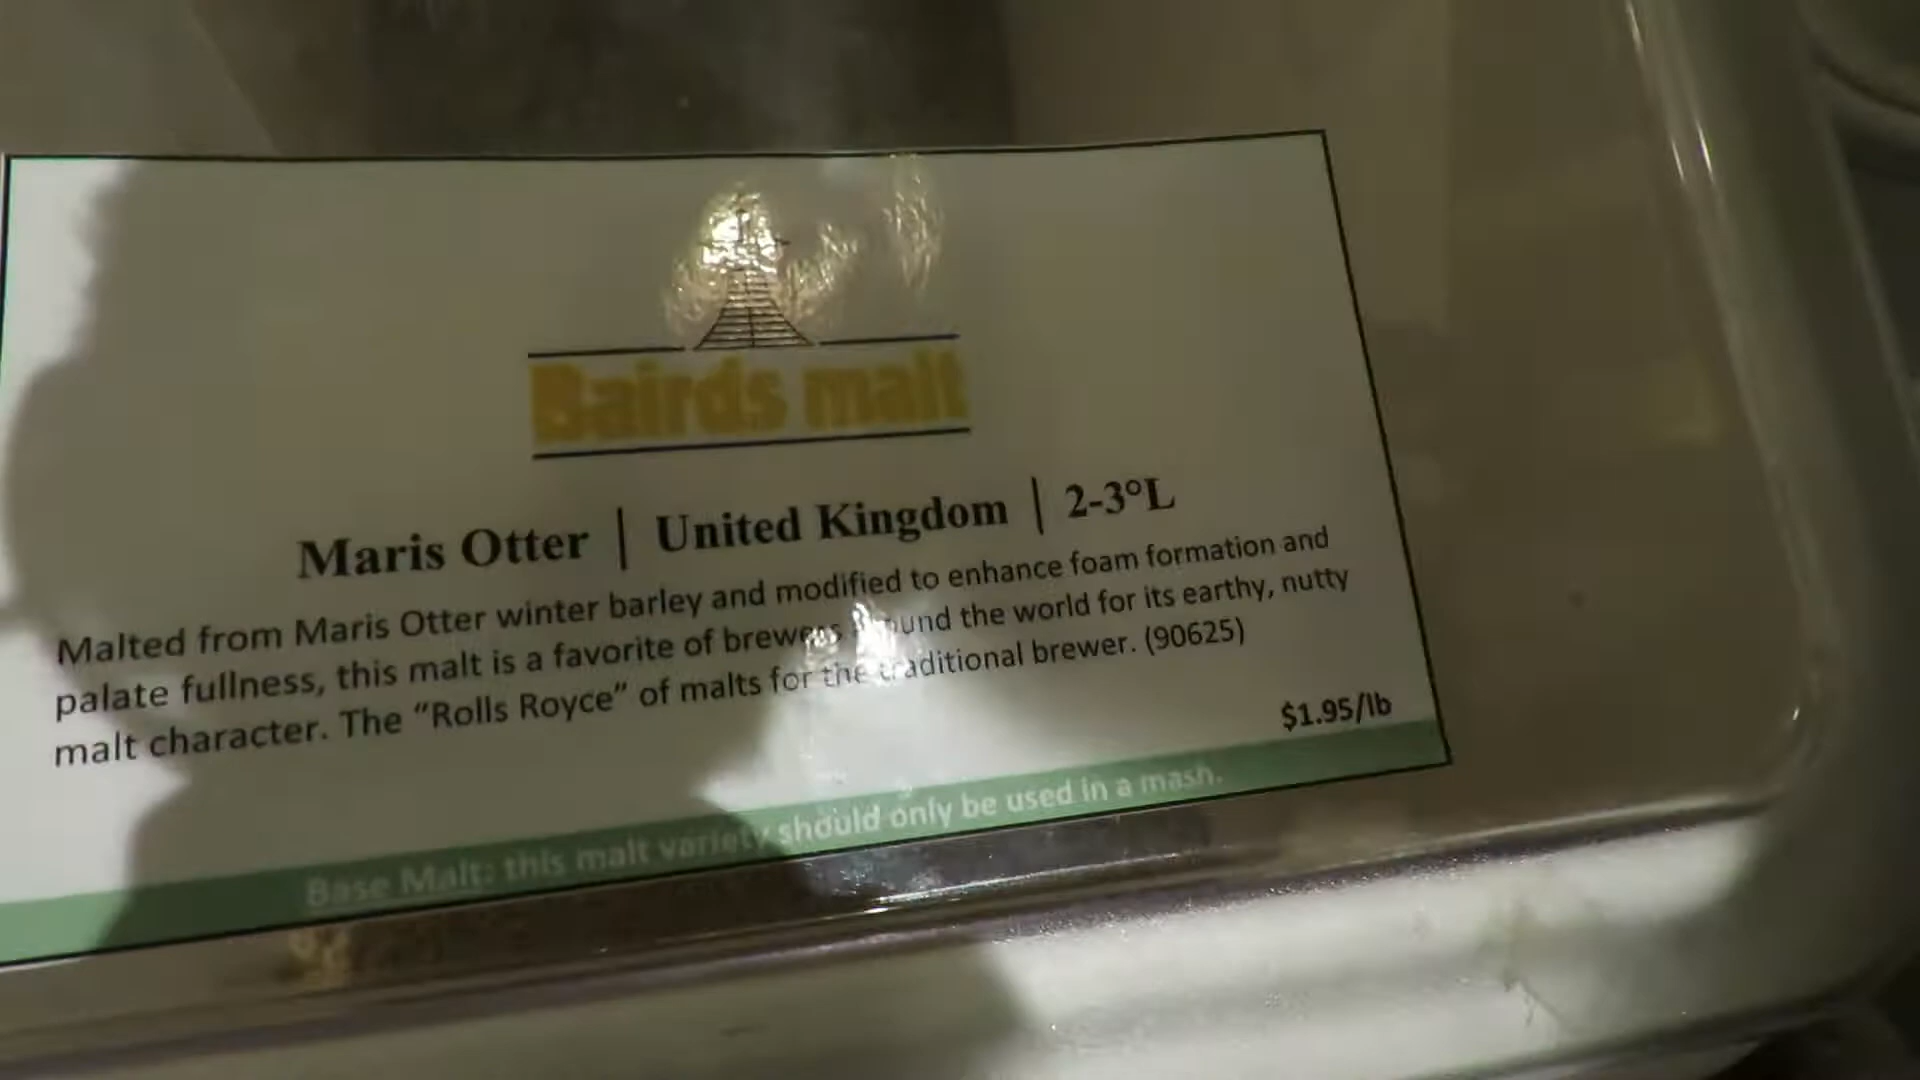 Bairds malt
Maris Otter | United Kingdom | 2-3°L
Malted from Maris Otter winter barley and modified to enhance foam formation and
palate fullness, this malt is a favorite of brewers around the world for its earthy, nutty
malt character. The “Rolls Royce” of malts for the traditional brewer. (90625)
$1.95/lb
Base Malt: this malt variety should only be used in a mash.